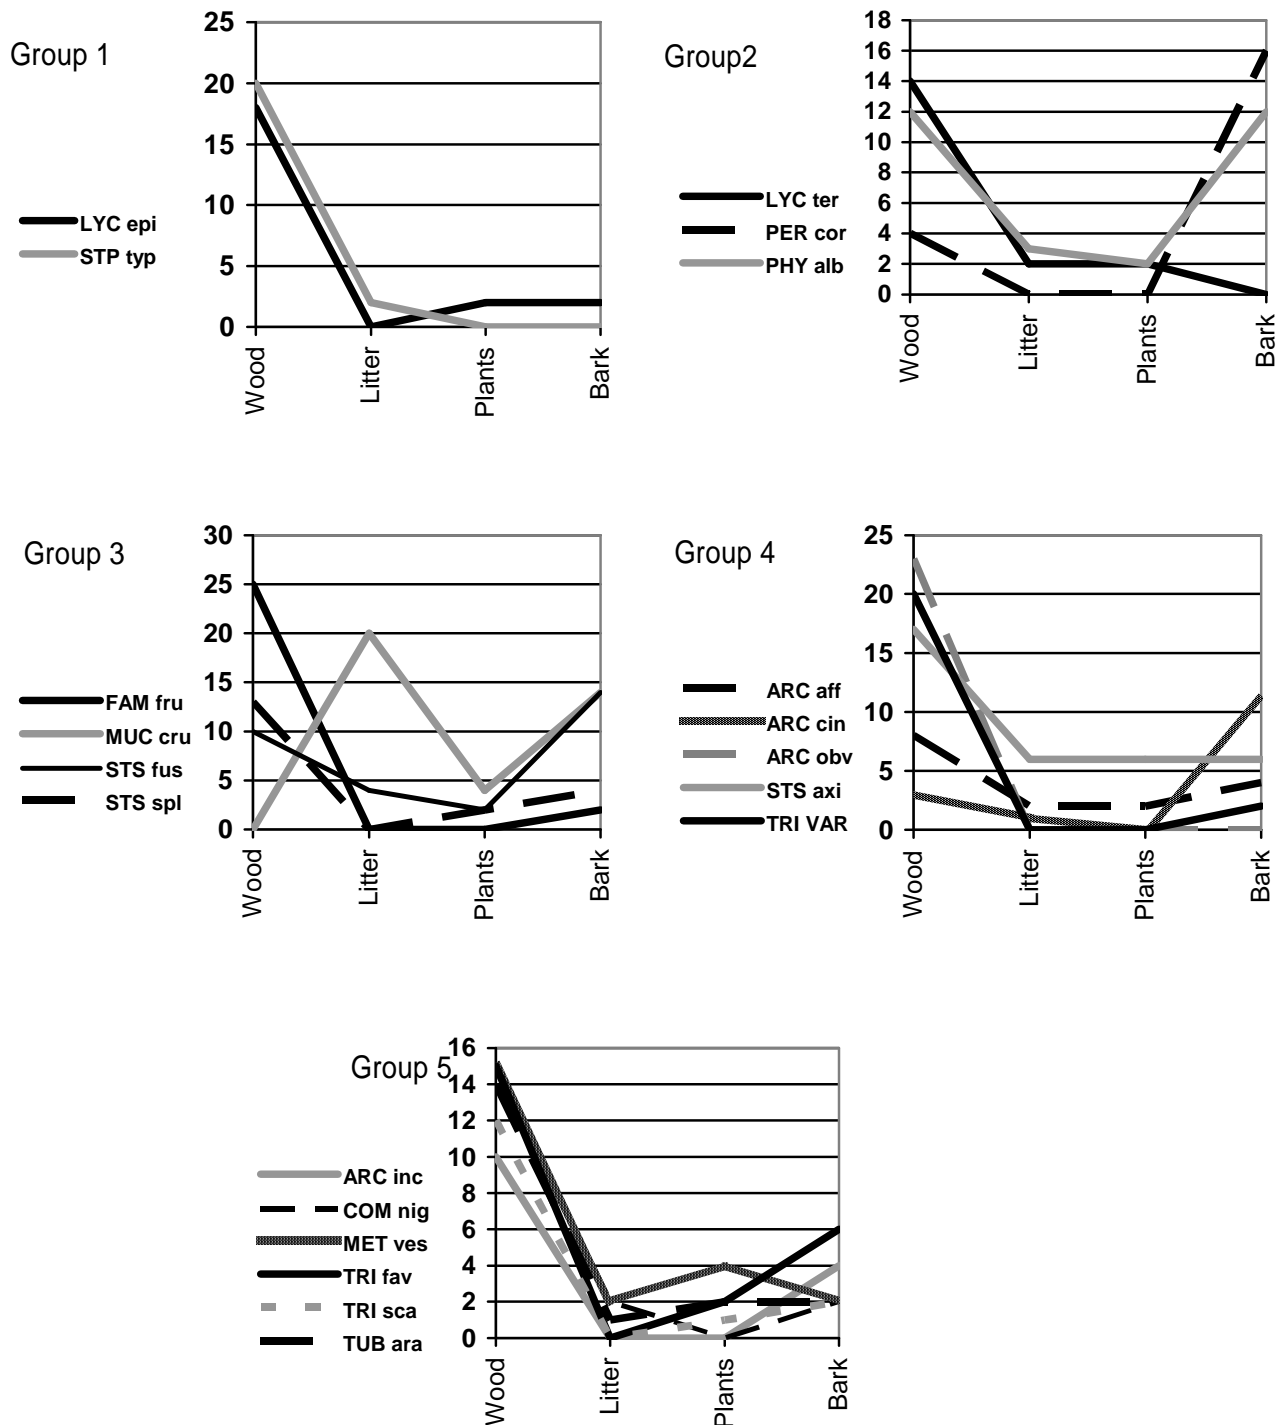 Group 1
25
20
15
10
5
0
LYC epi
STP typ
Wood
Litter
Plants
Bark
Group2
18
16
14
12
10
8
6
4
2
0
LYC ter
PER cor
PHY alb
Wood
Litter
Plants
Bark
Group 3
30
25
20
15
10
5
0
FAM fru
MUC cru
STS fus
STS spl
Wood
Litter
Plants
Bark
Group 4
25
20
15
10
5
0
ARC aff
ARC cin
ARC obv
STS axi
TRI VAR
Wood
Litter
Plants
Bark
Group 5
16
14
12
10
8
6
4
2
0
ARC inc
COM nig
MET ves
TRI fav
TRI sca
TUB ara
Wood
Litter
Plants
Bark